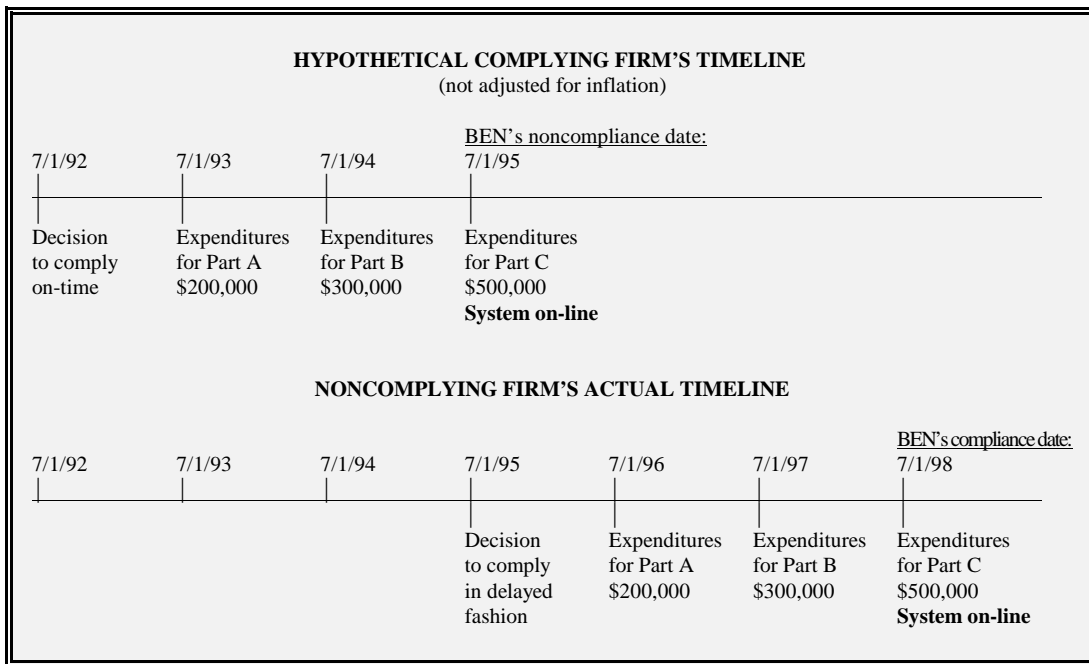 HYPOTHETICAL COMPLYING FIRM'S TIMELINE
(not adjusted for inflation)
BEN's noncompliance date:
7/1/92 7/1/93 7/1/94 7/1/95
Decision Expenditures Expenditures Expenditures
to comply for Part A for Part B for Part C
on-time $200,000 $300,000 $500,000
System on-line
NONCOMPLYING FIRM'S ACTUAL TIMELINE
BEN's compliance date:
7/1/92 7/1/93 7/1/94 7/1/95 7/1/96 7/1/97 7/1/98
Decision Expenditures Expenditures Expenditures
to comply for Part A for Part B for Part C
in delayed $200,000 $300,000 $500,000
fashion System on-line